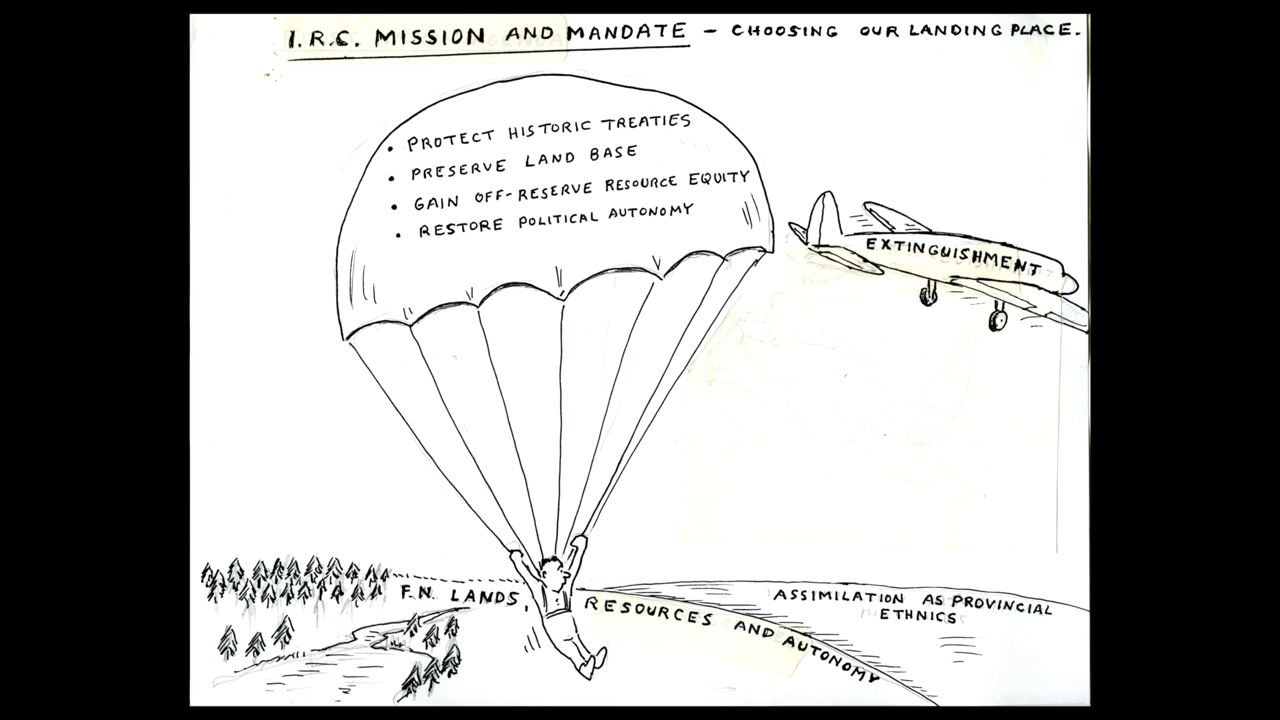 I.R.C. MISSION AND MANDATE - CHOOSING OUR LANDING PLACE.
• PROTECT HISTORIC TREATIES
• PRESERVE LAND BASE
• GAIN OFF-RESERVE RESOURCE EQUITY
• RESTORE POLITICAL AUTONOMY
EXTINGUISHMENT
F.N. LANDS, RESOURCES AND AUTONOMY
ASSIMILATION AS PROVINCIAL
ETHNICS